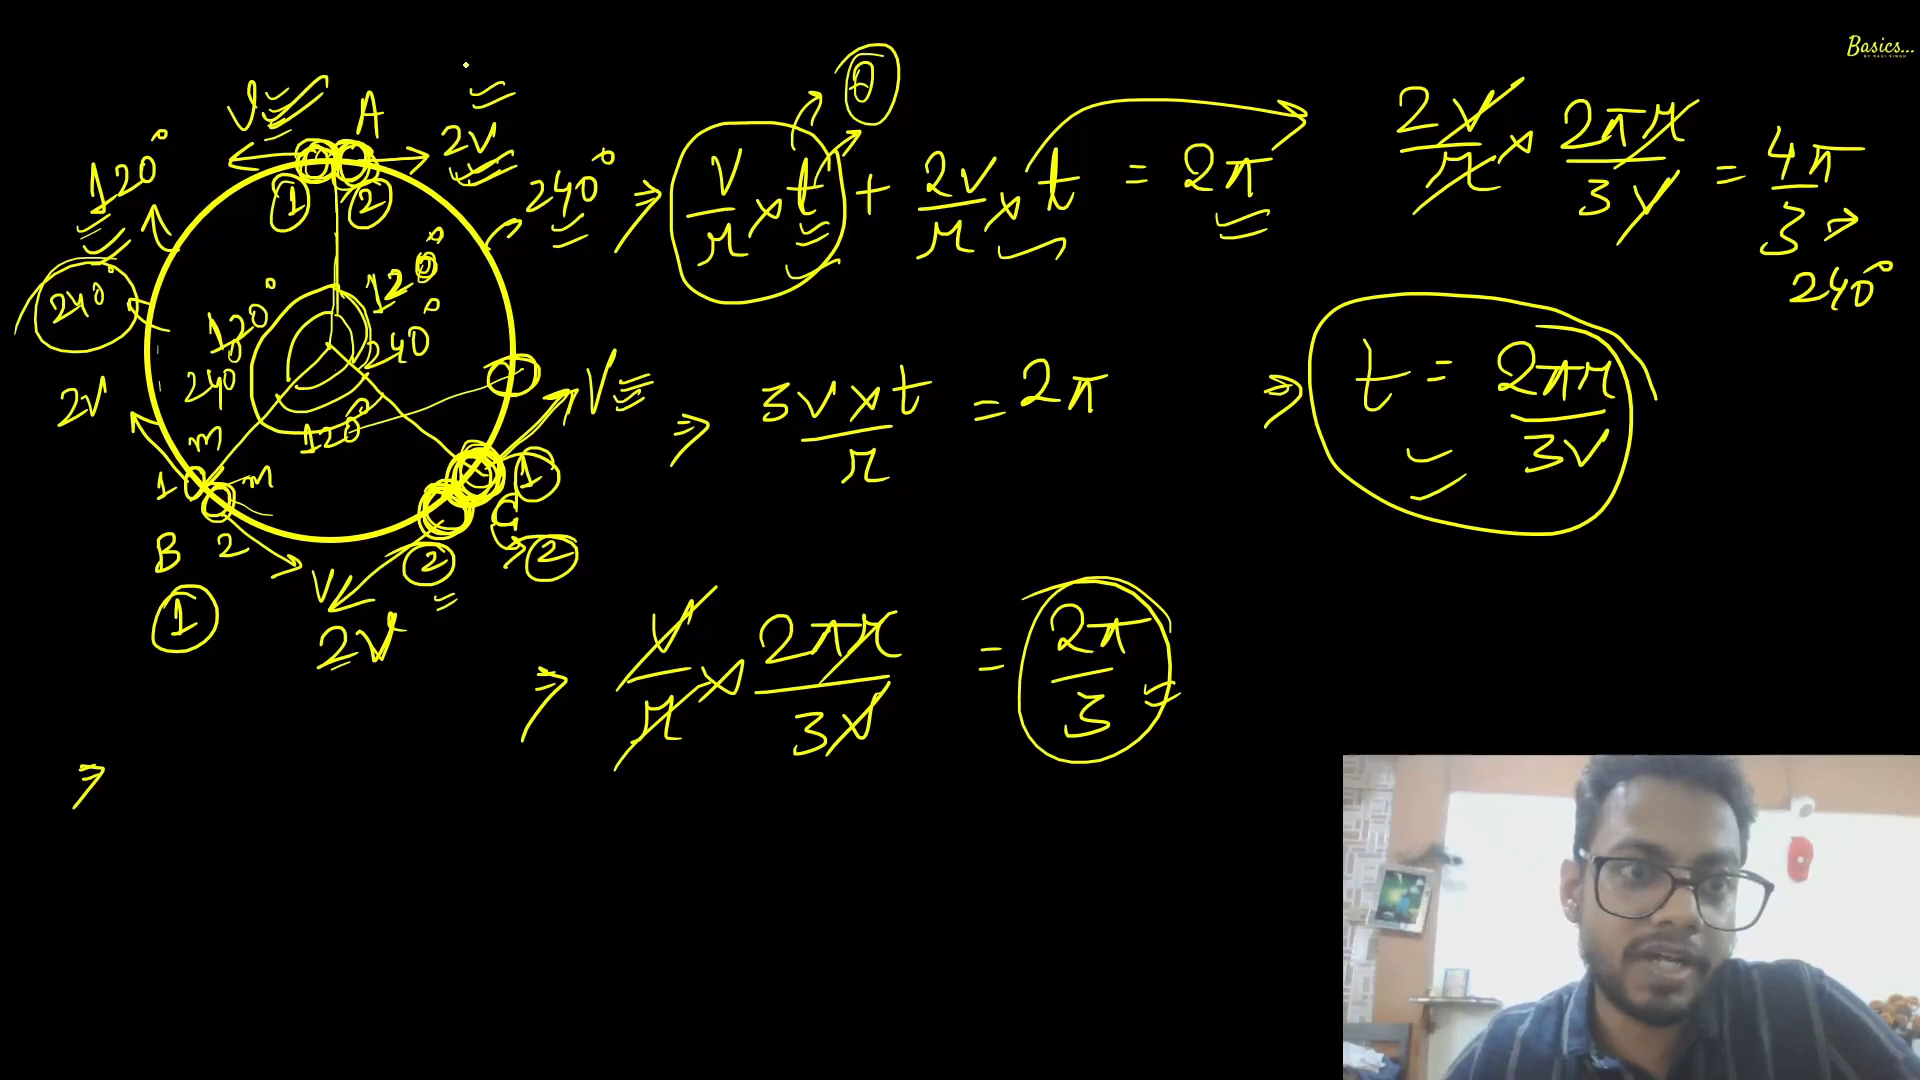 Basics...
V
A
2V
120°
240°
240°
1
2
120°
120°
240°
240°
120°
2V
m
m
1
2
B
1
V
2V
V
1
C
2
2
θ
⇒ V/r × t + 2V/r × t = 2π
2V/r × 2πr/3V = 4π/3 ⇒
240°
⇒ 3V × t / r = 2π
⇒ t = 2πr/3V
⇒ V/r × 2πr/3V = 2π/3
⇒